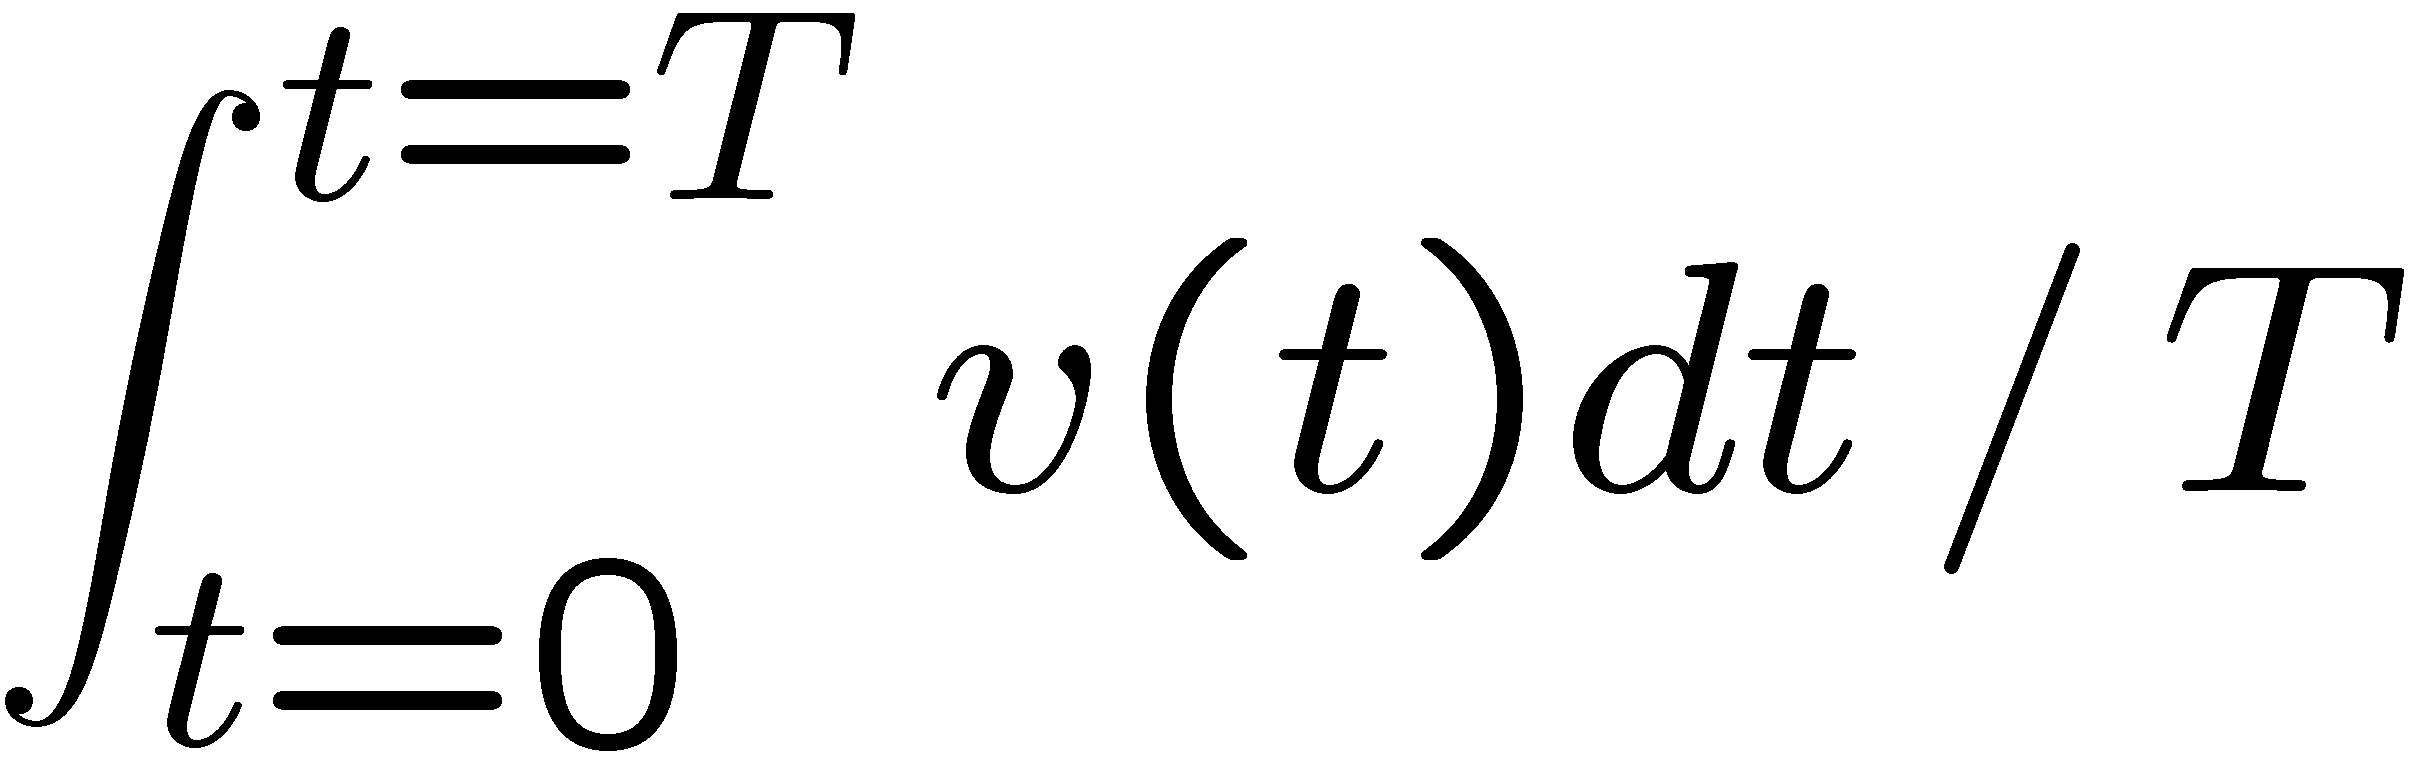 ∫_{t=0}^{t=T} v(t)dt / T